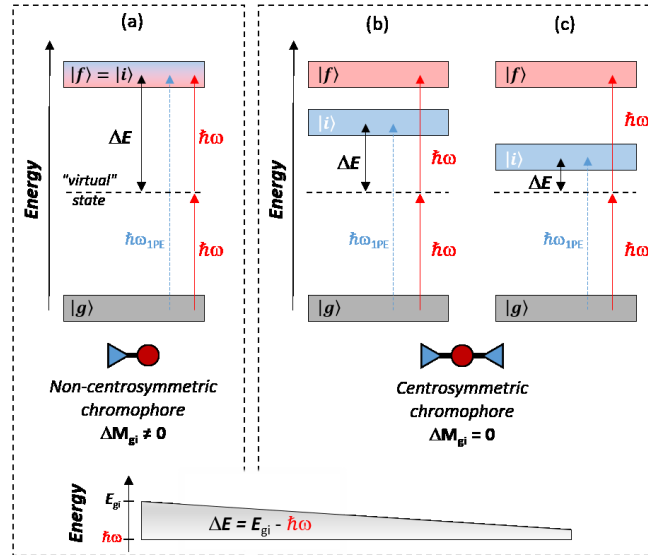 (a)
(b)
(c)
Energy
|f⟩ = |i⟩
ΔE
ħω
"virtual"
state
ħω1PE
ħω
|g⟩
Non-centrosymmetric
chromophore
ΔMgi ≠ 0
Energy
|f⟩
|i⟩
ΔE
ħω
ħω1PE
ħω
|g⟩
|f⟩
ħω
|i⟩
ΔE
ħω1PE
ħω
|g⟩
Centrosymmetric
chromophore
ΔMgi = 0
Energy
Egi
ħω
ΔE = Egi - ħω